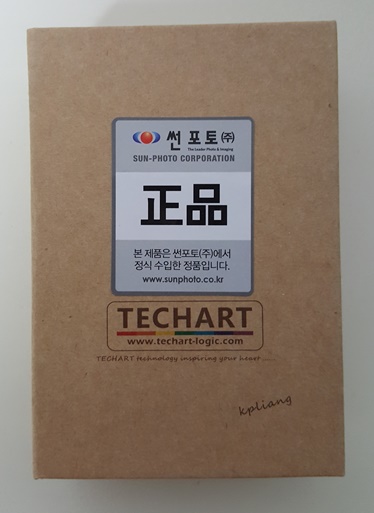 썬포토(주)
The Leader Photo & Imaging
SUN-PHOTO CORPORATION
正品
본 제품은 썬포토(주)에서
정식 수입한 정품입니다.
www.sunphoto.co.kr
TECHART
www.techart-logic.com
TECHART technology inspiring your heart......
kpliang